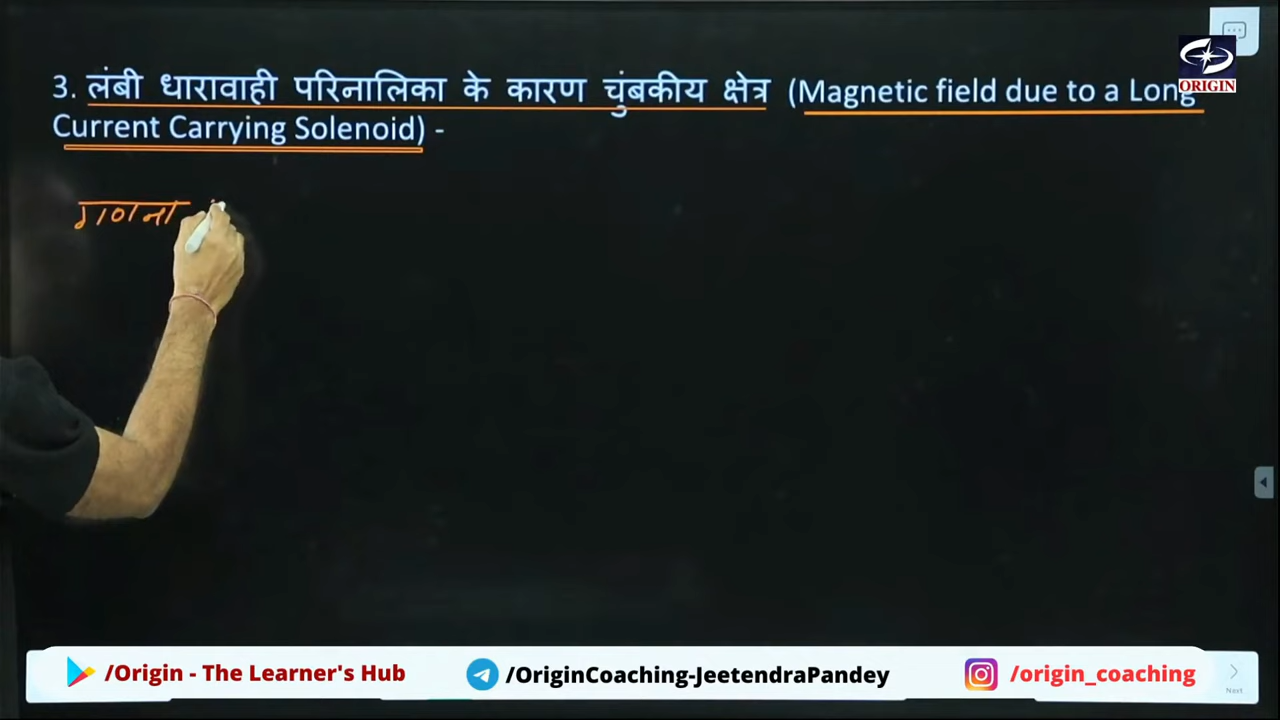 3. लंबी धारावाही परिनालिका के कारण चुंबकीय क्षेत्र (Magnetic field due to a Long
Current Carrying Solenoid) -
ORIGIN
गणना
/Origin - The Learner's Hub
/OriginCoaching-JeetendraPandey
/origin_coaching
Next